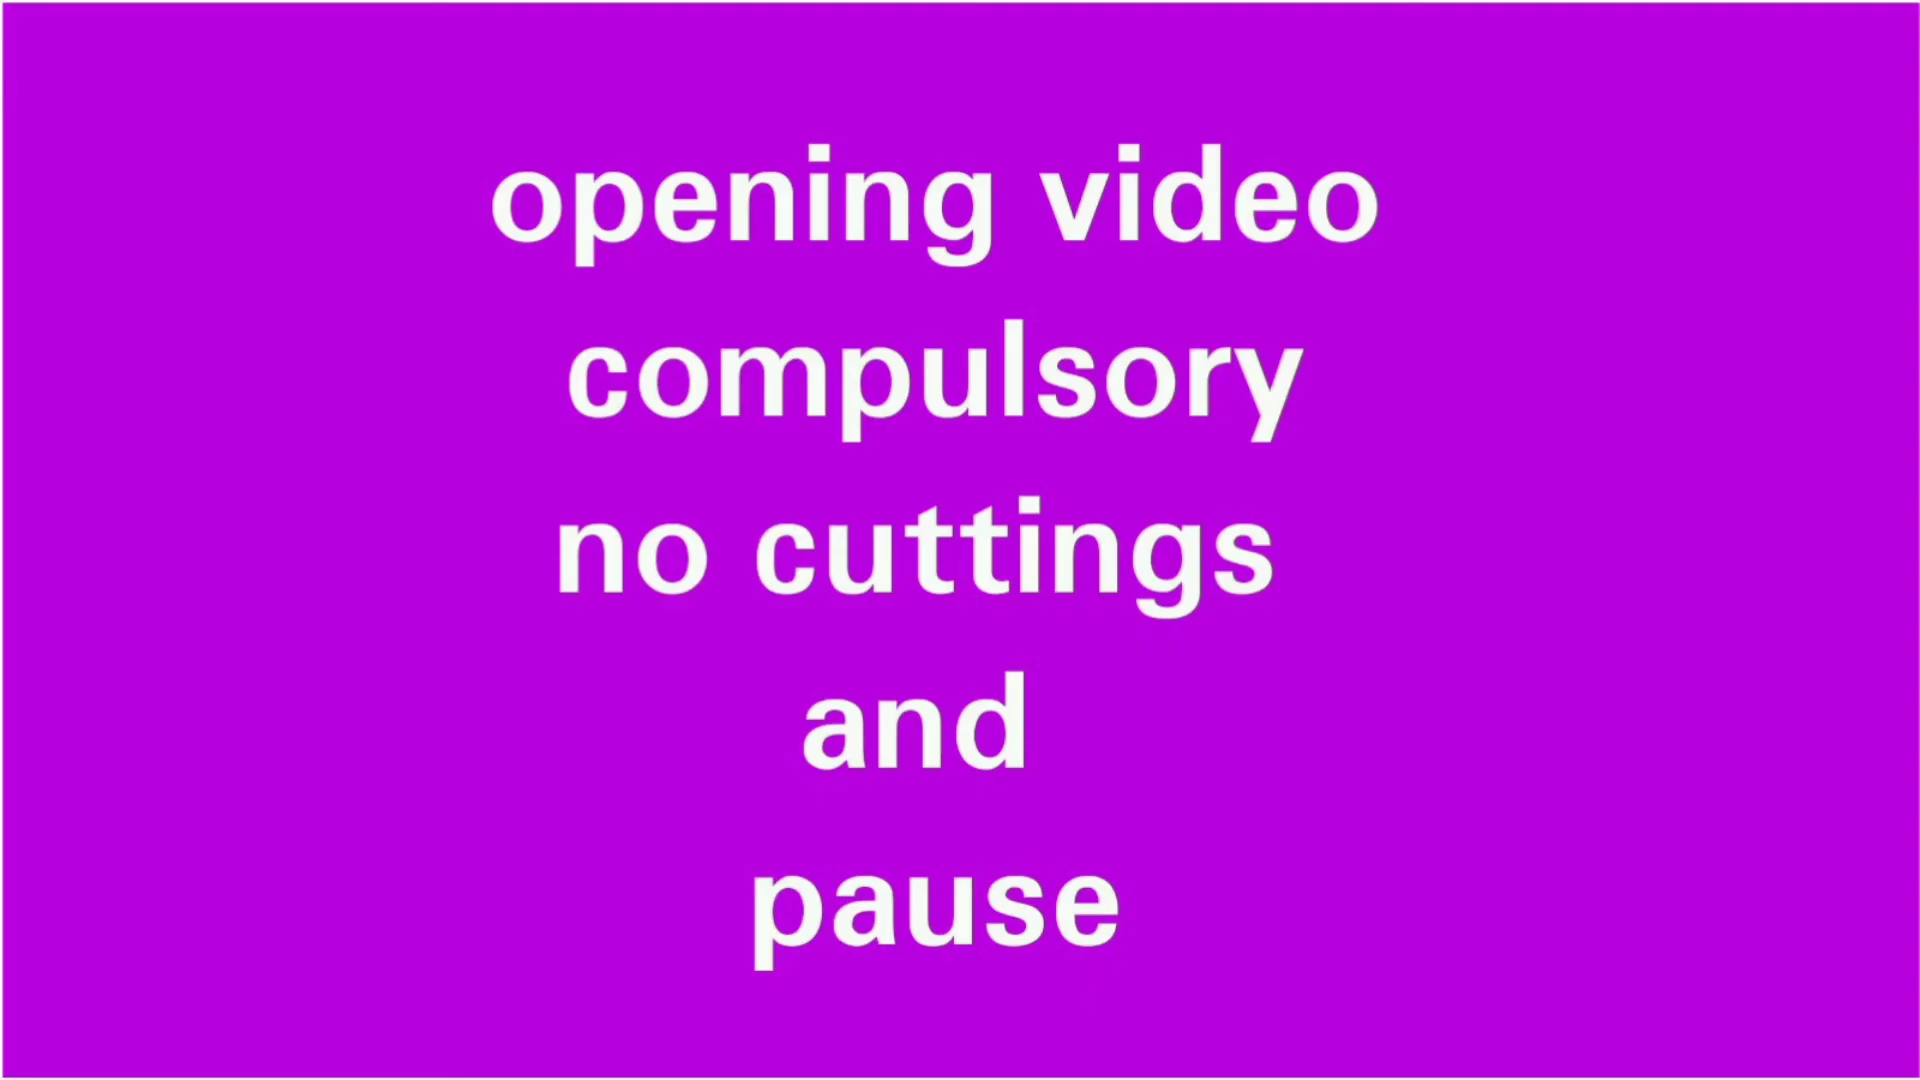 opening video
compulsory
no cuttings
and
pause